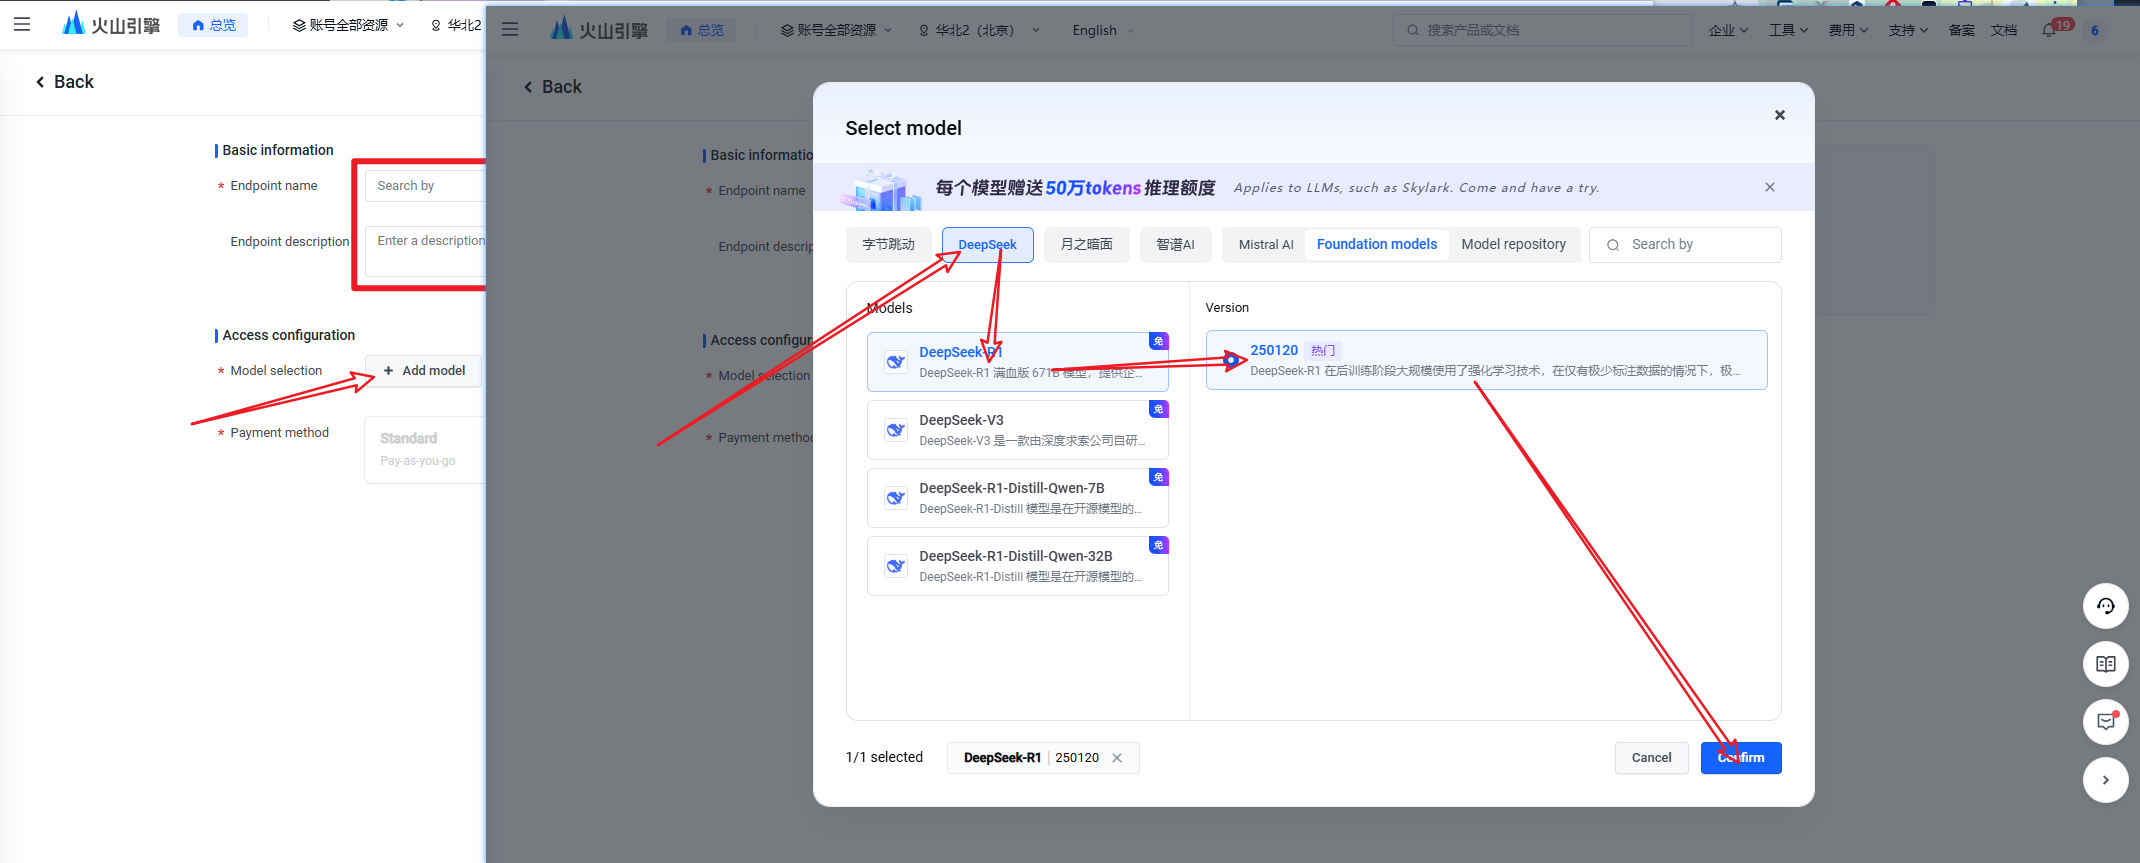 火山引擎
总览
账号全部资源
华北2
Back
Basic information
* Endpoint name
Search by
Endpoint description
Enter a description
Access configuration
* Model selection
+ Add model
* Payment method
Standard
Pay-as-you-go
火山引擎
总览
账号全部资源
华北2（北京）
English
搜索产品或文档
企业
工具
费用
支持
备案
文档
19
6
Back
Basic informatio
* Endpoint name
Endpoint descrip
Access configur
* Model selection
* Payment method
Select model
每个模型赠送50万tokens推理额度
Applies to LLMs, such as Skylark. Come and have a try.
字节跳动
DeepSeek
月之暗面
智谱AI
Mistral AI
Foundation models
Model repository
Search by
Models
DeepSeek-R1
免
DeepSeek-R1 满血版 671B 模型，提供企...
DeepSeek-V3
免
DeepSeek-V3 是一款由深度求索公司自研...
DeepSeek-R1-Distill-Qwen-7B
免
DeepSeek-R1-Distill 模型是在开源模型的...
DeepSeek-R1-Distill-Qwen-32B
免
DeepSeek-R1-Distill 模型是在开源模型的...
Version
250120 热门
DeepSeek-R1 在后训练阶段大规模使用了强化学习技术，在仅有极少标注数据的情况下，极...
1/1 selected
DeepSeek-R1 | 250120
Cancel
Confirm